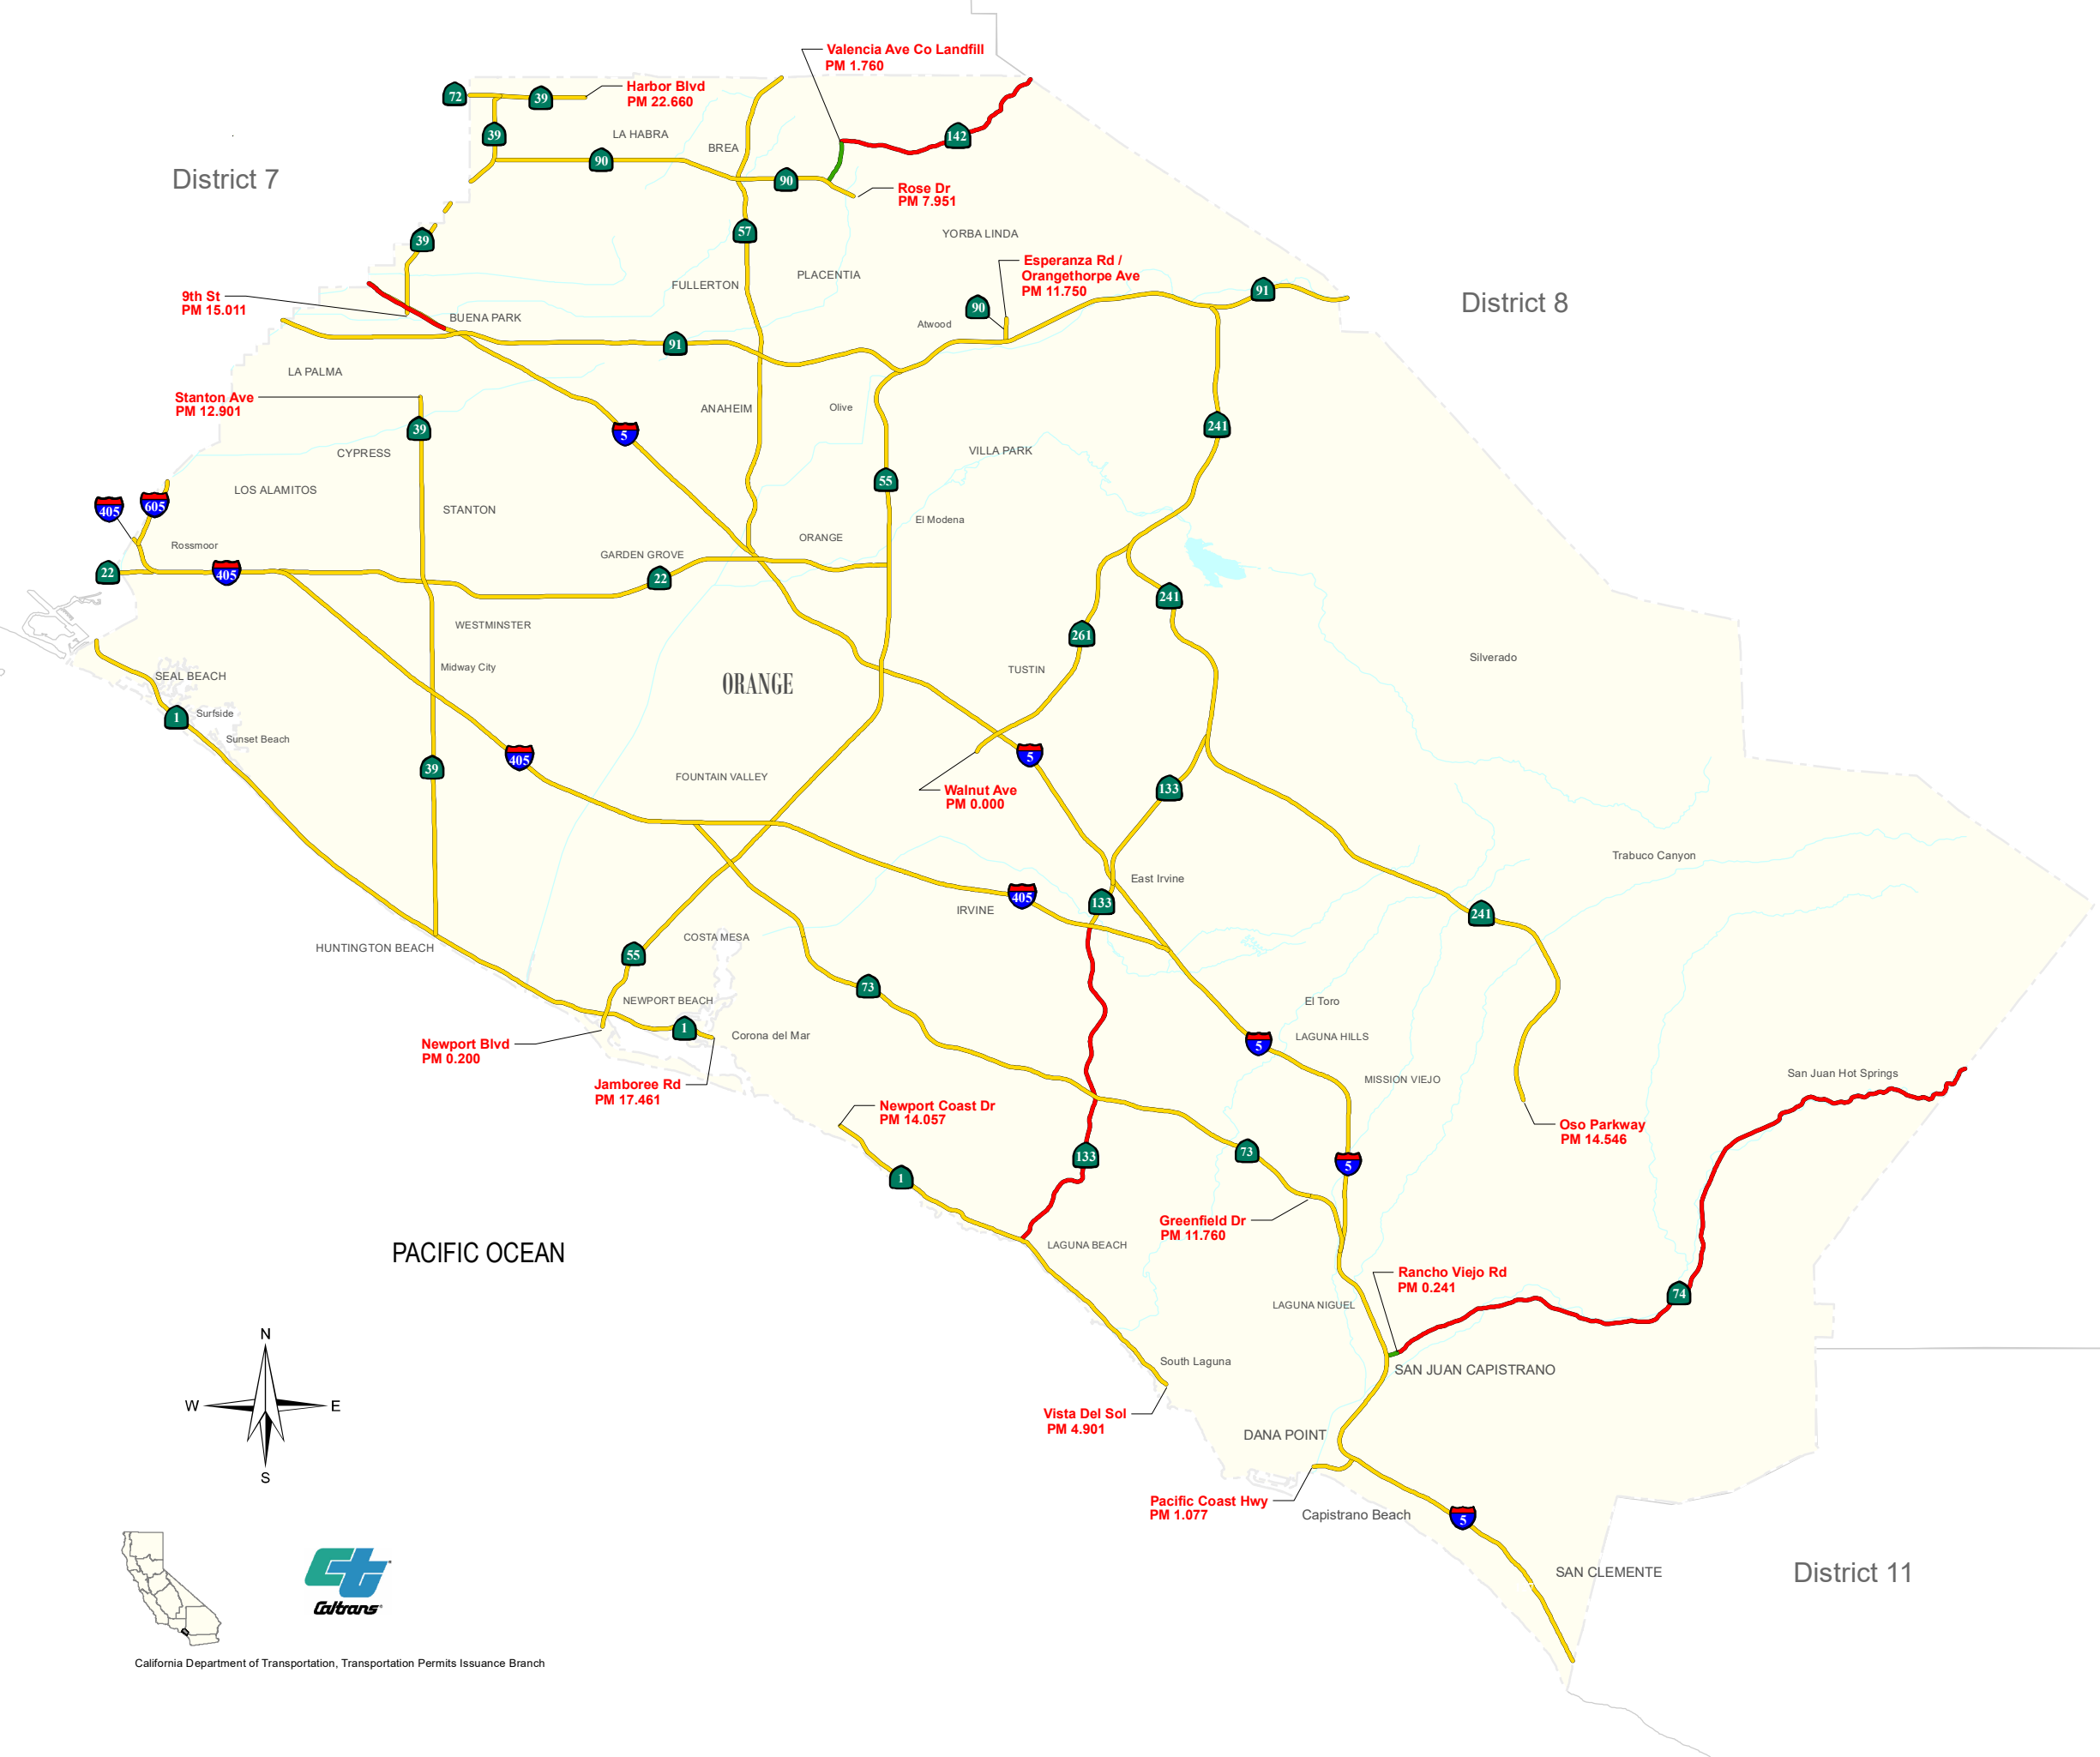 Valencia Ave Co Landfill
PM 1.760
Harbor Blvd
PM 22.660
72
39
39
LA HABRA
BREA
142
90
90
District 7
Rose Dr
PM 7.951
39
57
YORBA LINDA
Esperanza Rd /
Orangethorpe Ave
PM 11.750
PLACENTIA
FULLERTON
91
District 8
9th St
PM 15.011
BUENA PARK
90
Atwood
91
LA PALMA
Stanton Ave
PM 12.901
ANAHEIM
Olive
39
5
241
CYPRESS
VILLA PARK
LOS ALAMITOS
55
405
605
STANTON
El Modena
Rossmoor
ORANGE
GARDEN GROVE
22
405
22
241
WESTMINSTER
261
Midway City
TUSTIN
Silverado
SEAL BEACH
ORANGE
1
Surfside
Sunset Beach
39
405
5
FOUNTAIN VALLEY
Walnut Ave
PM 0.000
133
Trabuco Canyon
East Irvine
405
133
IRVINE
241
HUNTINGTON BEACH
COSTA MESA
55
73
NEWPORT BEACH
El Toro
1
Corona del Mar
LAGUNA HILLS
Newport Blvd
PM 0.200
5
Jamboree Rd
PM 17.461
MISSION VIEJO
San Juan Hot Springs
Newport Coast Dr
PM 14.057
Oso Parkway
PM 14.546
133
73
5
1
Greenfield Dr
PM 11.760
PACIFIC OCEAN
LAGUNA BEACH
Rancho Viejo Rd
PM 0.241
74
LAGUNA NIGUEL
N
W
E
S
South Laguna
SAN JUAN CAPISTRANO
Vista Del Sol
PM 4.901
DANA POINT
Pacific Coast Hwy
PM 1.077
Capistrano Beach
5
SAN CLEMENTE
District 11
Caltrans
California Department of Transportation, Transportation Permits Issuance Branch